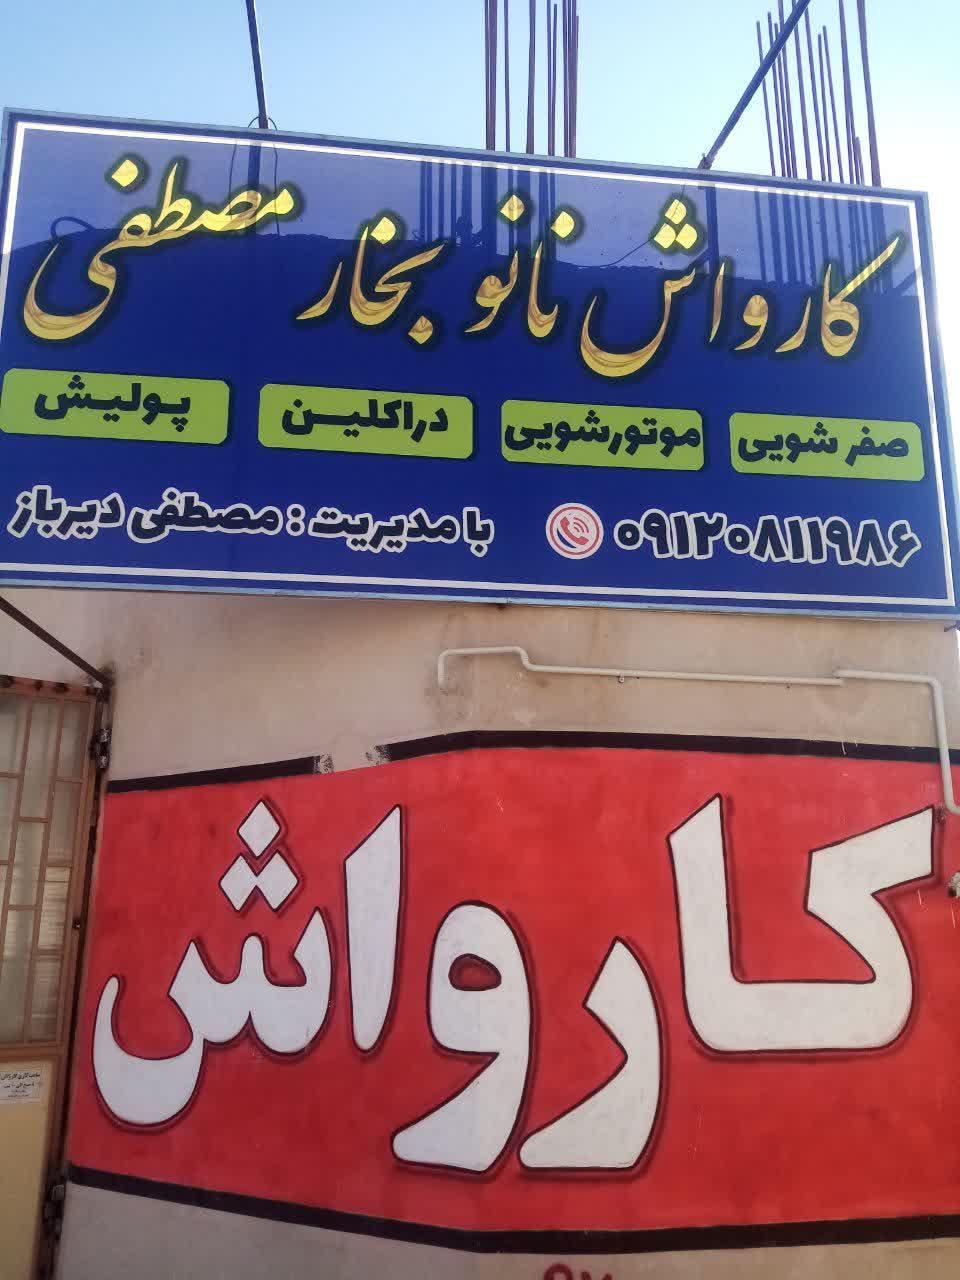 کارواش نانو بخار مصطفی
صفر شویی موتورشویی دراکلین پولیش
۰۹۱۲۰۸۱۱۹۸۶ با مدیریت : مصطفی دیرباز
کارواش